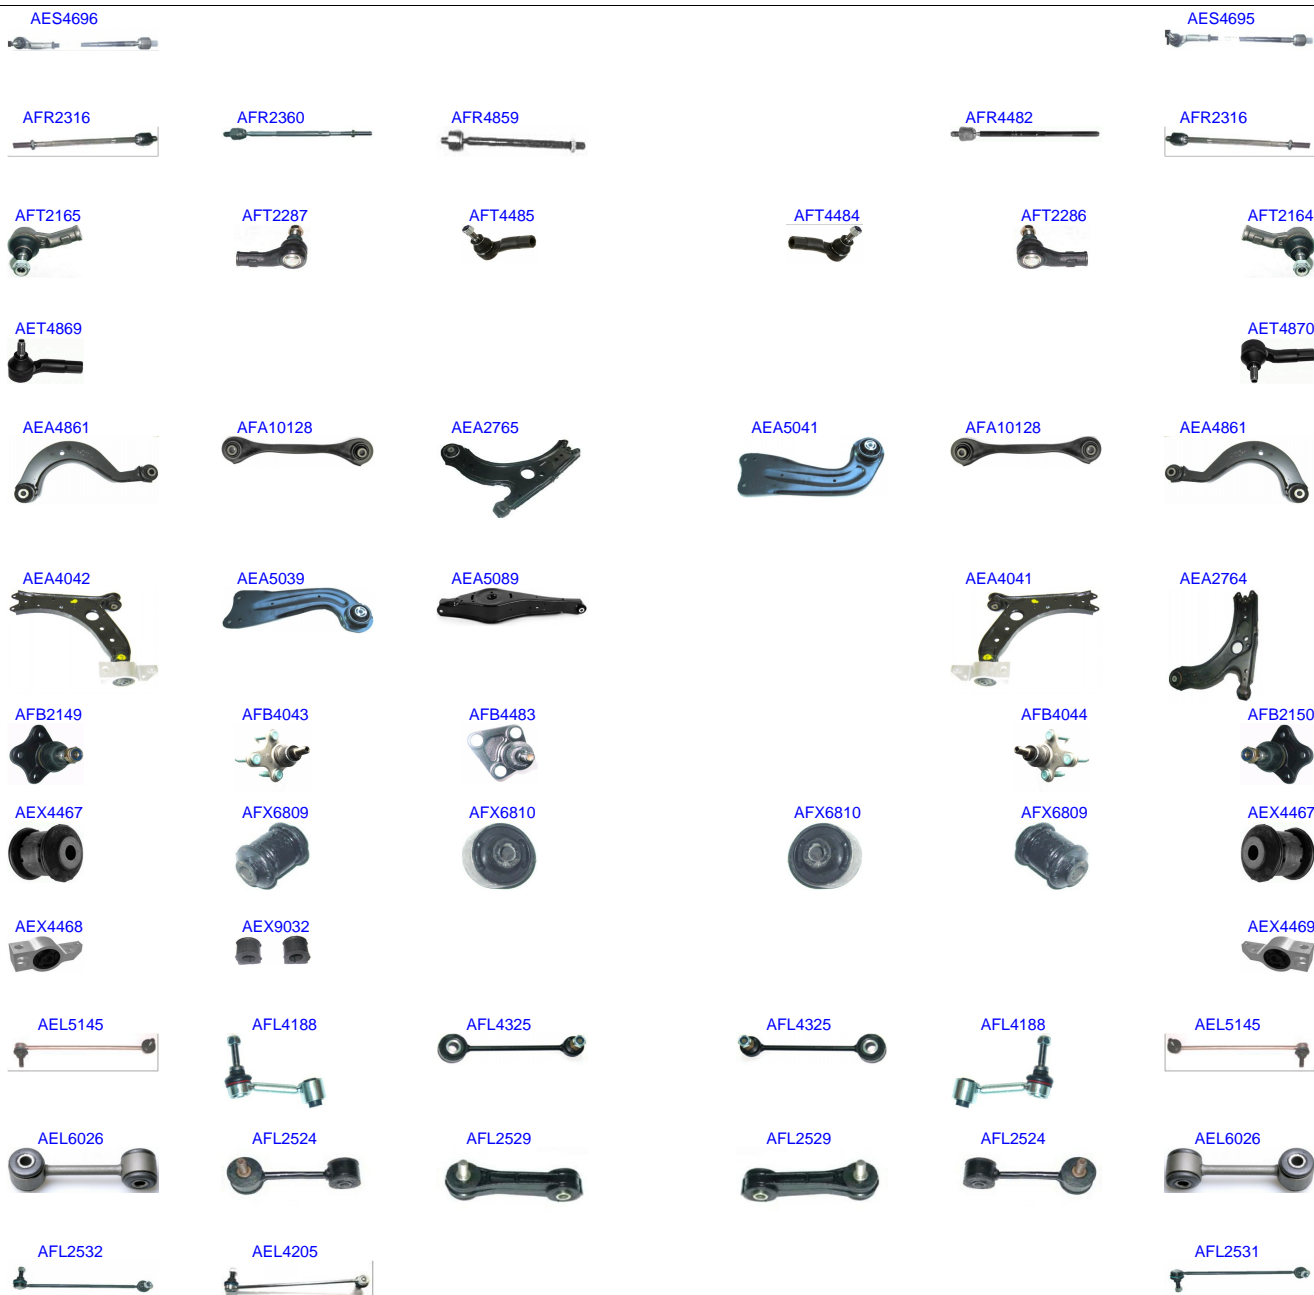 AES4696 AES4695
AFR2316 AFR2360 AFR4859 AFR4482 AFR2316
AFT2165 AFT2287 AFT4485 AFT4484 AFT2286 AFT2164
AET4869 AET4870
AEA4861 AFA10128 AEA2765 AEA5041 AFA10128 AEA4861
AEA4042 AEA5039 AEA5089 AEA4041 AEA2764
AFB2149 AFB4043 AFB4483 AFB4044 AFB2150
AEX4467 AFX6809 AFX6810 AFX6810 AFX6809 AEX4467
AEX4468 AEX9032 AEX4469
AEL5145 AFL4188 AFL4325 AFL4325 AFL4188 AEL5145
AEL6026 AFL2524 AFL2529 AFL2529 AFL2524 AEL6026
AFL2532 AEL4205 AFL2531